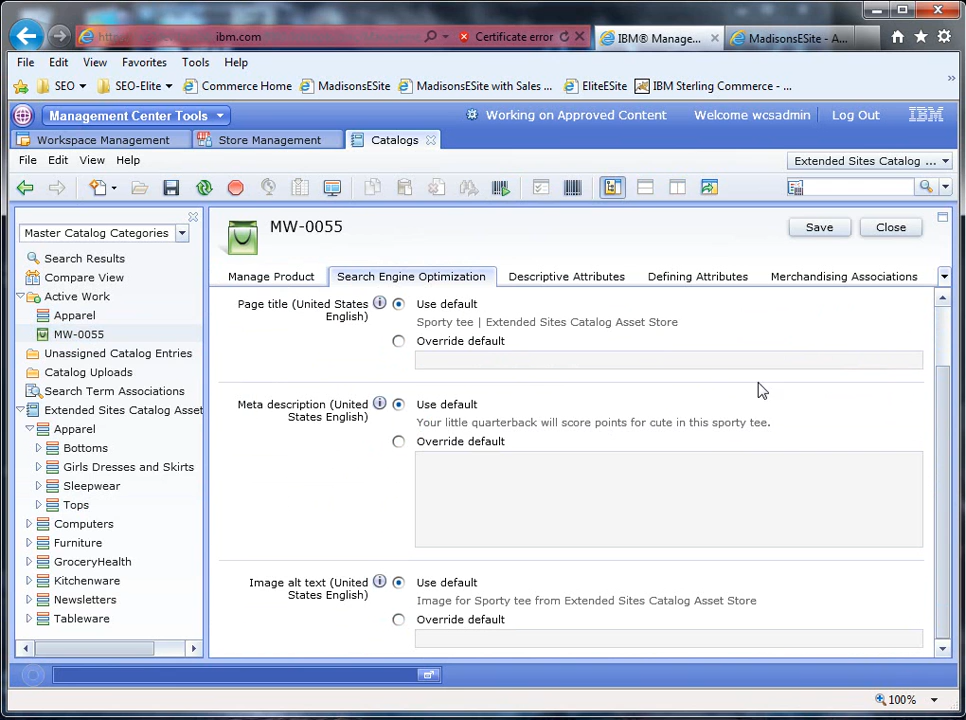 ibm.com
Certificate error
IBM® Manage...
MadisonsESite - A...
File Edit View Favorites Tools Help
SEO SEO-Elite Commerce Home MadisonsESite MadisonsESite with Sales ... EliteESite IBM Sterling Commerce - ...
Management Center Tools
Working on Approved Content Welcome wcsadmin Log Out IBM
Workspace Management Store Management Catalogs
File Edit View Help
Extended Sites Catalog ...
Master Catalog Categories
Search Results
Compare View
Active Work
Apparel
MW-0055
Unassigned Catalog Entries
Catalog Uploads
Search Term Associations
Extended Sites Catalog Asset
Apparel
Bottoms
Girls Dresses and Skirts
Sleepwear
Tops
Computers
Furniture
GroceryHealth
Kitchenware
Newsletters
Tableware
MW-0055
Save Close
Manage Product Search Engine Optimization Descriptive Attributes Defining Attributes Merchandising Associations
Page title (United States
English)
Use default
Sporty tee | Extended Sites Catalog Asset Store
Override default
Meta description (United
States English)
Use default
Your little quarterback will score points for cute in this sporty tee.
Override default
Image alt text (United
States English)
Use default
Image for Sporty tee from Extended Sites Catalog Asset Store
Override default
100%